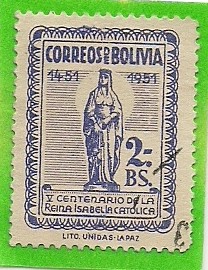 CORREOS DE BOLIVIA
1451 1951
2.-
BS.
V CENTENARIO DE LA
REINA ISABEL LA CATOLICA
LITO. UNIDAS - LA PAZ